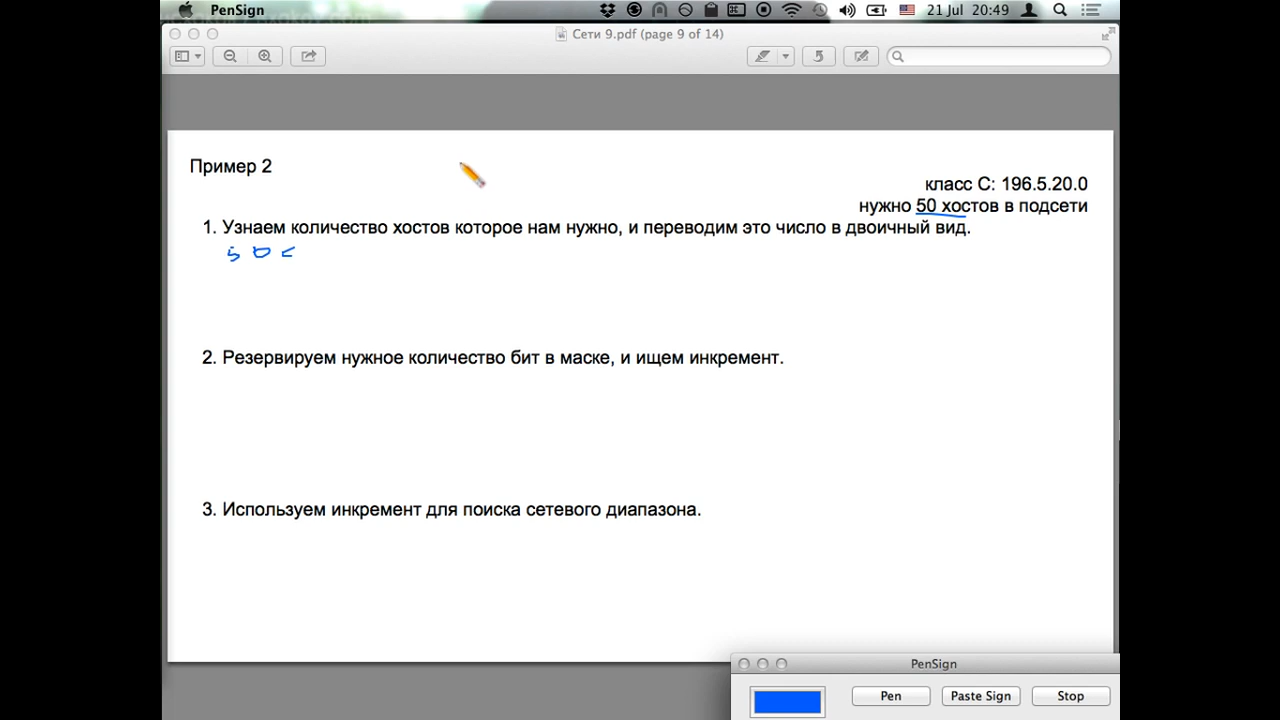 PenSign
21 Jul 20:49
Сети 9.pdf (page 9 of 14)
Пример 2
класс C: 196.5.20.0
нужно 50 хостов в подсети
1. Узнаем количество хостов которое нам нужно, и переводим это число в двоичный вид.
50
2. Резервируем нужное количество бит в маске, и ищем инкремент.
3. Используем инкремент для поиска сетевого диапазона.
PenSign
Pen Paste Sign Stop